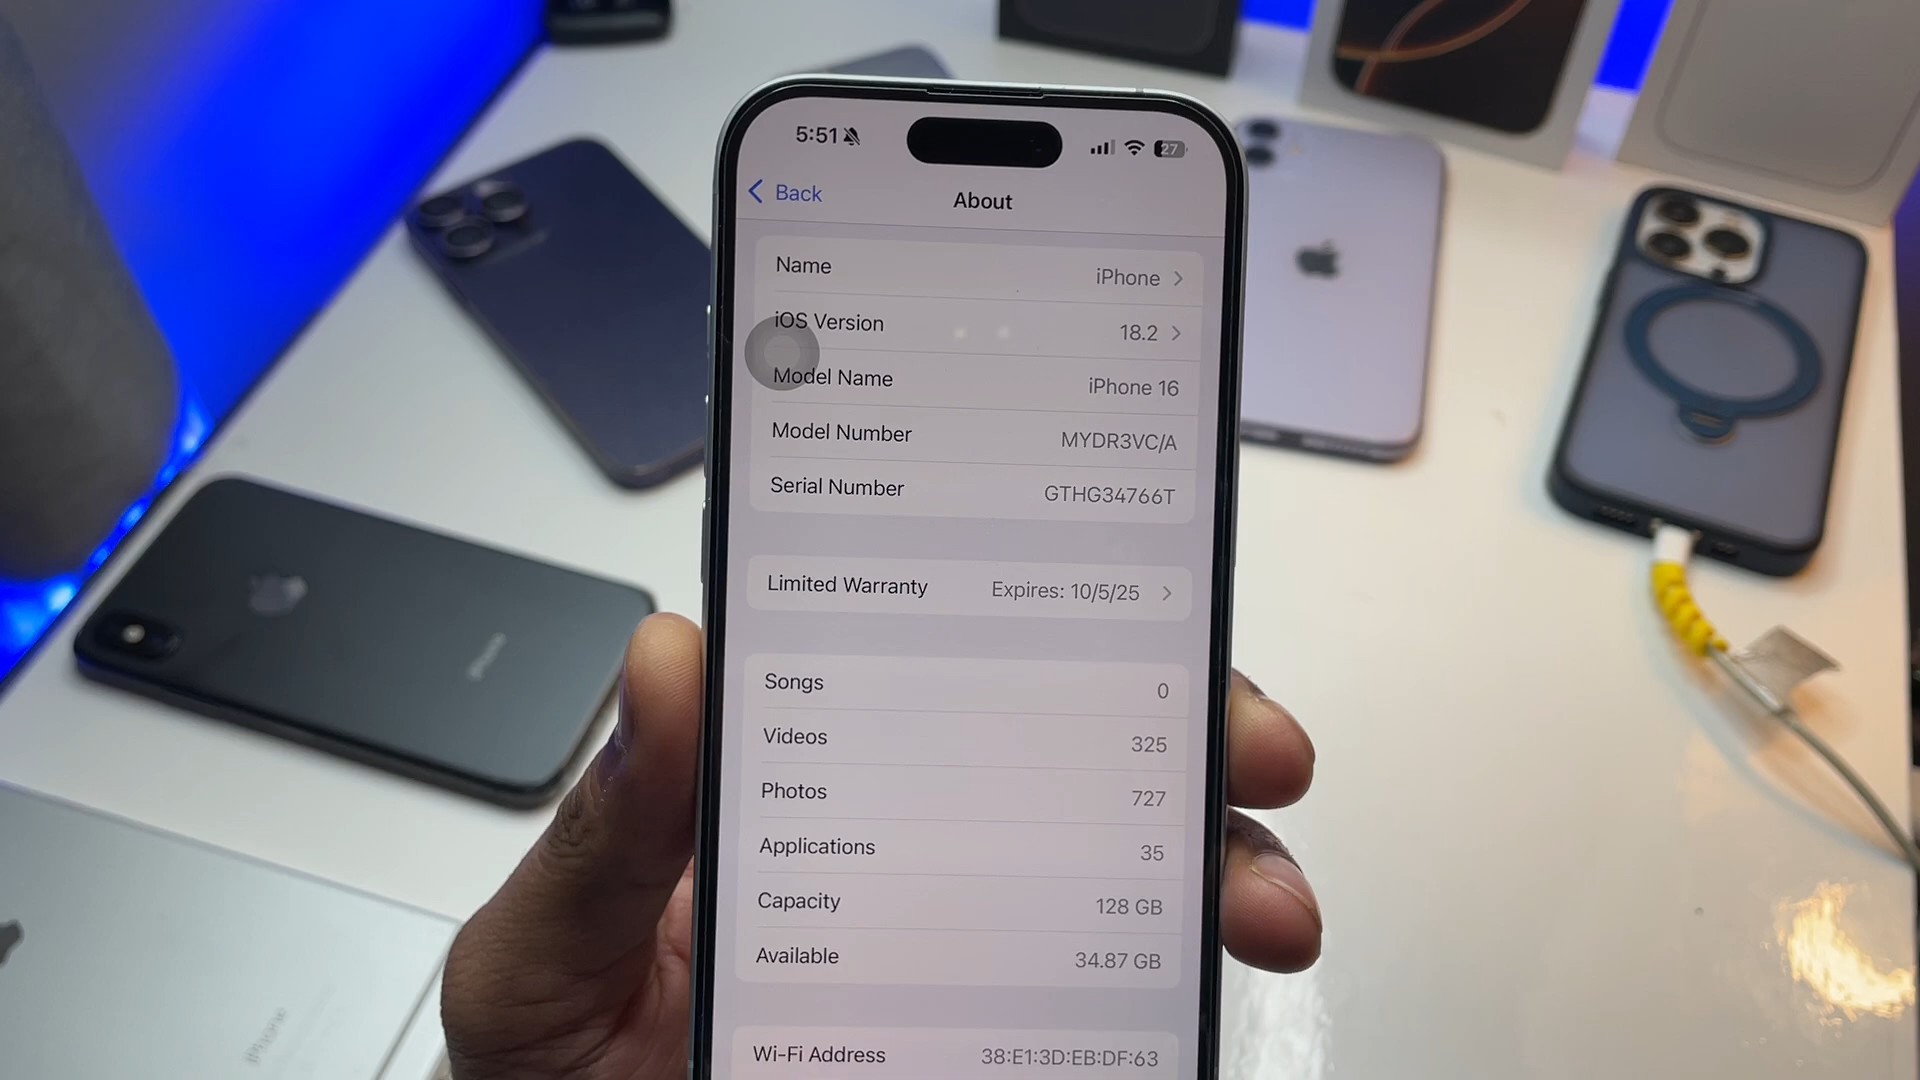 5:51
27
Back
About
Name iPhone
iOS Version 18.2
Model Name iPhone 16
Model Number MYDR3VC/A
Serial Number GTHG34766T
Limited Warranty Expires: 10/5/25
Songs 0
Videos 325
Photos 727
Applications 35
Capacity 128 GB
Available 34.87 GB
Wi-Fi Address 38:E1:3D:EB:DF:63
iPhone
iPhone